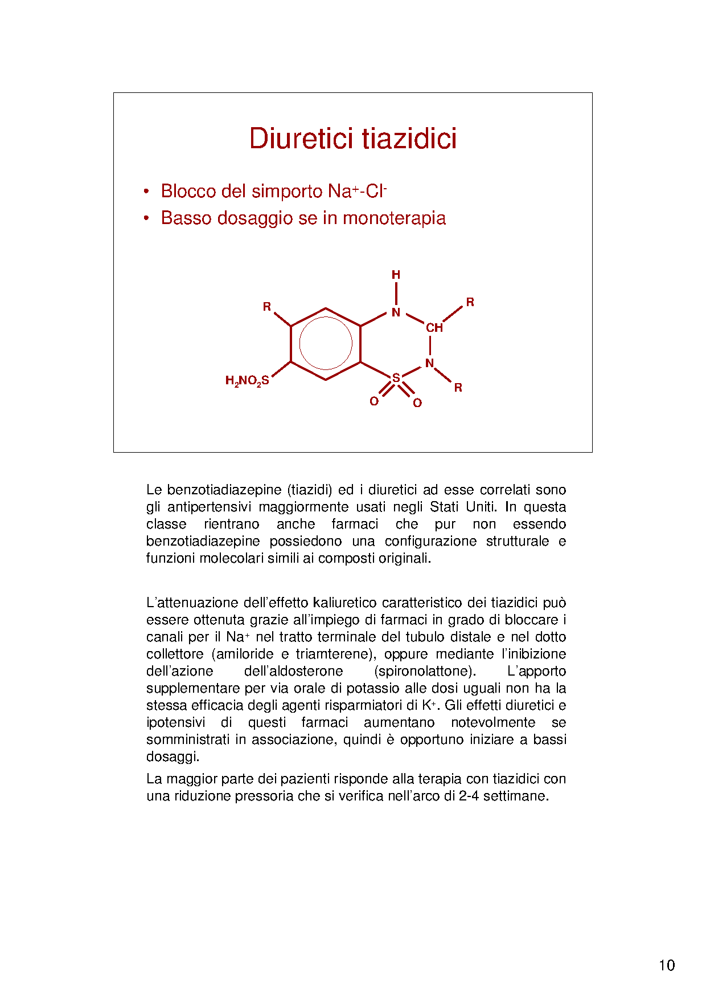 Diuretici tiazidici
• Blocco del simporto Na⁺-Cl⁻
• Basso dosaggio se in monoterapia
H
R
R
N
CH
N
H₂NO₂S
S
R
O
O
Le benzotiadiazepine (tiazidi) ed i diuretici ad esse correlati sono
gli antipertensivi maggiormente usati negli Stati Uniti. In questa
classe rientrano anche farmaci che pur non essendo
benzotiadiazepine possiedono una configurazione strutturale e
funzioni molecolari simili ai composti originali.
L’attenuazione dell’effetto kaliuretico caratteristico dei tiazidici può
essere ottenuta grazie all’impiego di farmaci in grado di bloccare i
canali per il Na⁺ nel tratto terminale del tubulo distale e nel dotto
collettore (amiloride e triamterene), oppure mediante l’inibizione
dell’azione dell’aldosterone (spironolattone). L’apporto
supplementare per via orale di potassio alle dosi uguali non ha la
stessa efficacia degli agenti risparmiatori di K⁺. Gli effetti diuretici e
ipotensivi di questi farmaci aumentano notevolmente se
somministrati in associazione, quindi è opportuno iniziare a bassi
dosaggi.
La maggior parte dei pazienti risponde alla terapia con tiazidici con
una riduzione pressoria che si verifica nell’arco di 2-4 settimane.
10